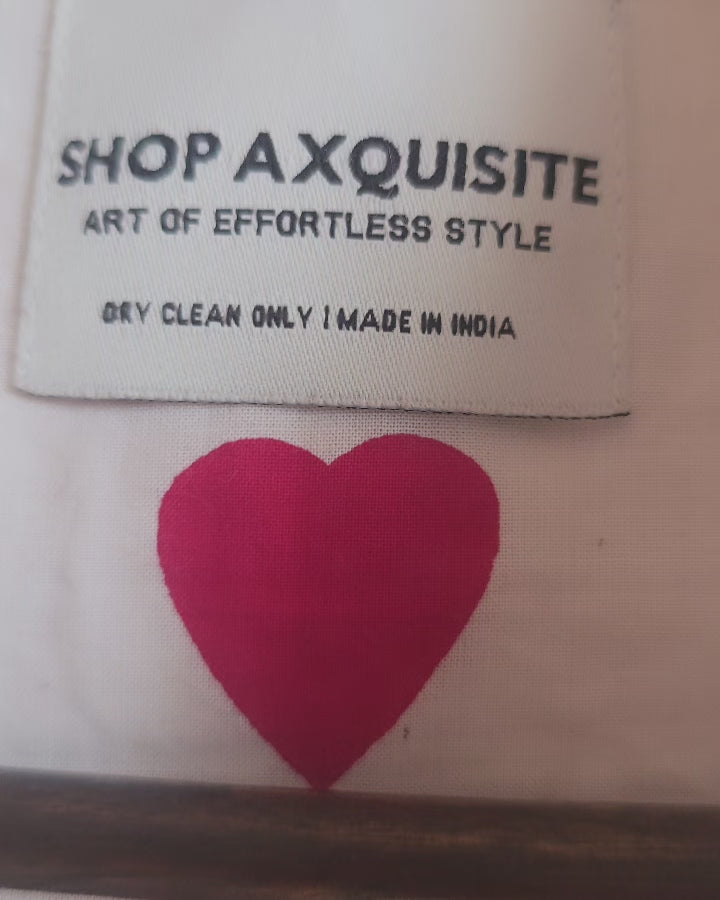 SHOP AXQUISITE
ART OF EFFORTLESS STYLE
DRY CLEAN ONLY | MADE IN INDIA